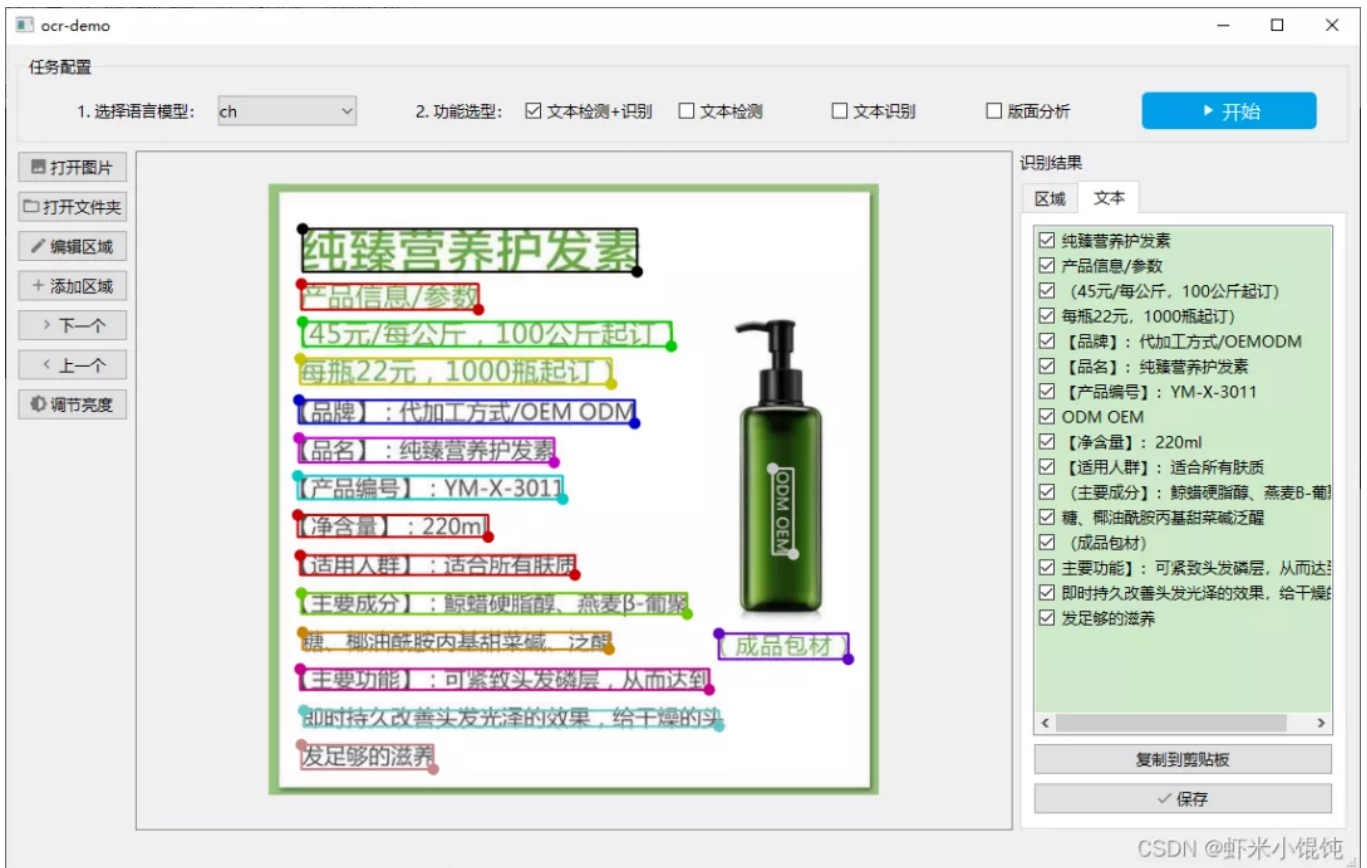 ocr-demo
任务配置
1. 选择语言模型: ch 2. 功能选型: 文本检测+识别 文本检测 文本识别 版面分析 开始
打开图片
打开文件夹
编辑区域
添加区域
下一个
上一个
调节亮度
纯臻营养护发素
产品信息/参数
(45元/每公斤，100公斤起订)
每瓶22元，1000瓶起订)
【品牌】：代加工方式/OEM ODM
【品名】：纯臻营养护发素
【产品编号】：YM-X-3011
【净含量】：220ml
【适用人群】：适合所有肤质
【主要成分】：鲸蜡硬脂醇、燕麦β-葡聚
糖、椰油酰胺丙基甜菜碱、泛醌
【主要功能】：可紧致头发磷层，从而达到
即时持久改善头发光泽的效果，给干燥的头
发足够的滋养
ODM OEM
(成品包材)
识别结果
区域 文本
纯臻营养护发素
产品信息/参数
(45元/每公斤，100公斤起订)
每瓶22元，1000瓶起订)
【品牌】: 代加工方式/OEMODM
【品名】: 纯臻营养护发素
【产品编号】: YM-X-3011
ODM OEM
【净含量】: 220ml
【适用人群】: 适合所有肤质
(主要成分】: 鲸蜡硬脂醇、燕麦B-葡
糖、椰油酰胺丙基甜菜碱泛醒
(成品包材)
主要功能】: 可紧致头发磷层，从而达
即时持久改善头发光泽的效果，给干燥
发足够的滋养
复制到剪贴板
保存
CSDN @虾米小馄饨